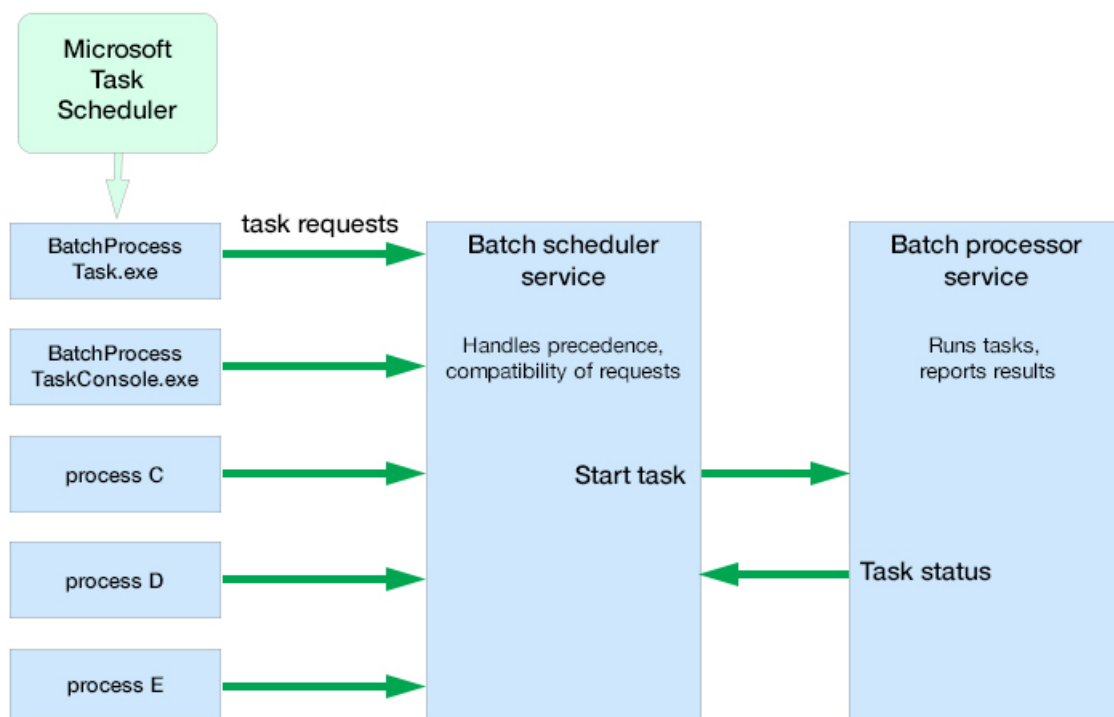 Microsoft
Task
Scheduler
task requests
BatchProcess
Task.exe
BatchProcess
TaskConsole.exe
process C
process D
process E
Batch scheduler
service
Handles precedence,
compatibility of requests
Start task
Batch processor
service
Runs tasks,
reports results
Task status